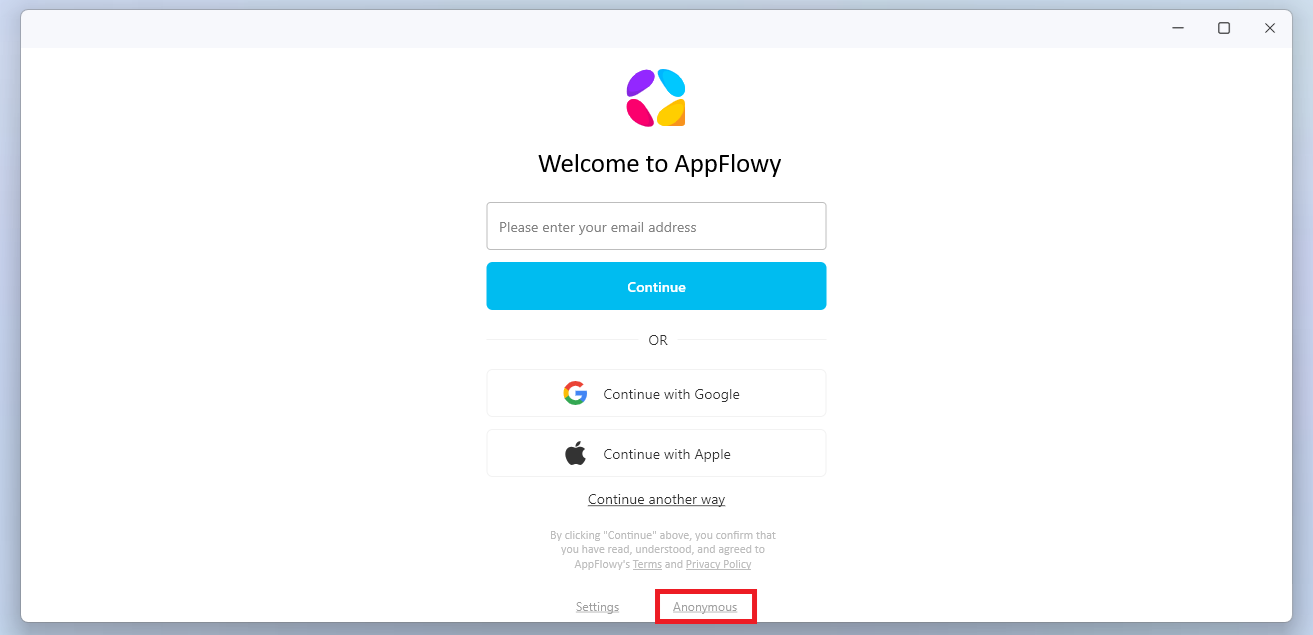 Welcome to AppFlowy
Please enter your email address
Continue
OR
Continue with Google
Continue with Apple
Continue another way
By clicking "Continue" above, you confirm that
you have read, understood, and agreed to
AppFlowy's Terms and Privacy Policy
Settings Anonymous